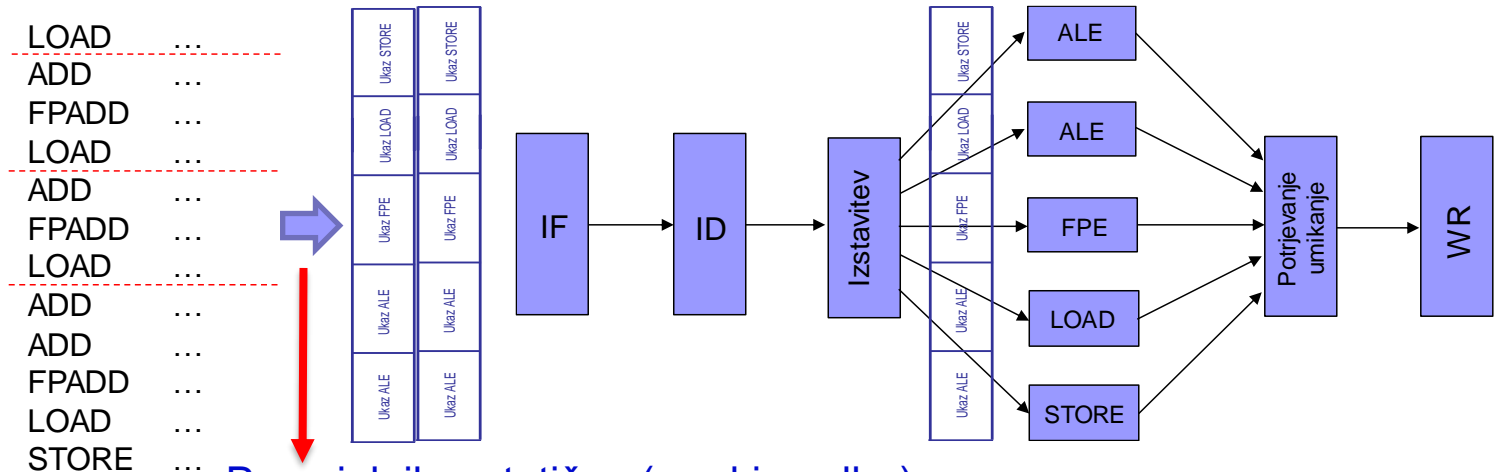 LOAD …
ADD …
FPADD …
LOAD …
ADD …
FPADD …
LOAD …
ADD …
ADD …
FPADD …
LOAD …
STORE …
Ukaz STORE
Ukaz LOAD
Ukaz FPE
Ukaz ALE
Ukaz ALE
Ukaz STORE
Ukaz LOAD
Ukaz FPE
Ukaz ALE
Ukaz ALE
IF
ID
Izstavitev
Ukaz STORE
Ukaz LOAD
Ukaz FPE
Ukaz ALE
Ukaz ALE
ALE
ALE
FPE
LOAD
STORE
Potrjevanje
umikanje
WR